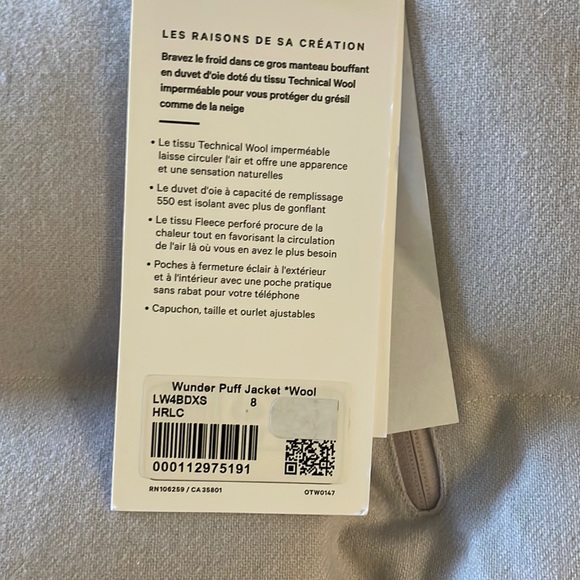 LES RAISONS DE SA CRÉATION
Bravez le froid dans ce gros manteau bouffant
en duvet d'oie doté du tissu Technical Wool
imperméable pour vous protéger du grésil
comme de la neige
• Le tissu Technical Wool imperméable
laisse circuler l'air et offre une apparence
et une sensation naturelles
• Le duvet d'oie à capacité de remplissage
550 est isolant avec plus de gonflant
• Le tissu Fleece perforé procure de la
chaleur tout en favorisant la circulation
de l'air là où vous en avez le plus besoin
• Poches à fermeture éclair à l'extérieur
et à l'intérieur avec une poche pratique
sans rabat pour votre téléphone
• Capuchon, taille et ourlet ajustables
Wunder Puff Jacket *Wool
LW4BDXS 8
HRLC
000112975191
RN106259 / CA35801 OTW0147